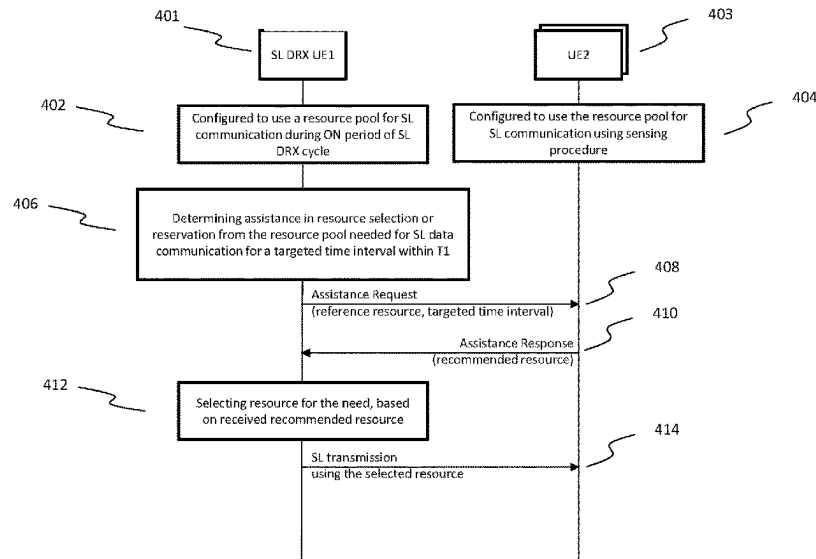 401
SL DRX UE1
UE2
403
402
Configured to use a resource pool for SL
communication during ON period of SL
DRX cycle
Configured to use the resource pool for
SL communication using sensing
procedure
404
406
Determining assistance in resource selection or
reservation from the resource pool needed for SL data
communication for a targeted time interval within T1
Assistance Request
(reference resource, targeted time interval)
408
Assistance Response
(recommended resource)
410
412
Selecting resource for the need, based
on received recommended resource
SL transmission
using the selected resource
414